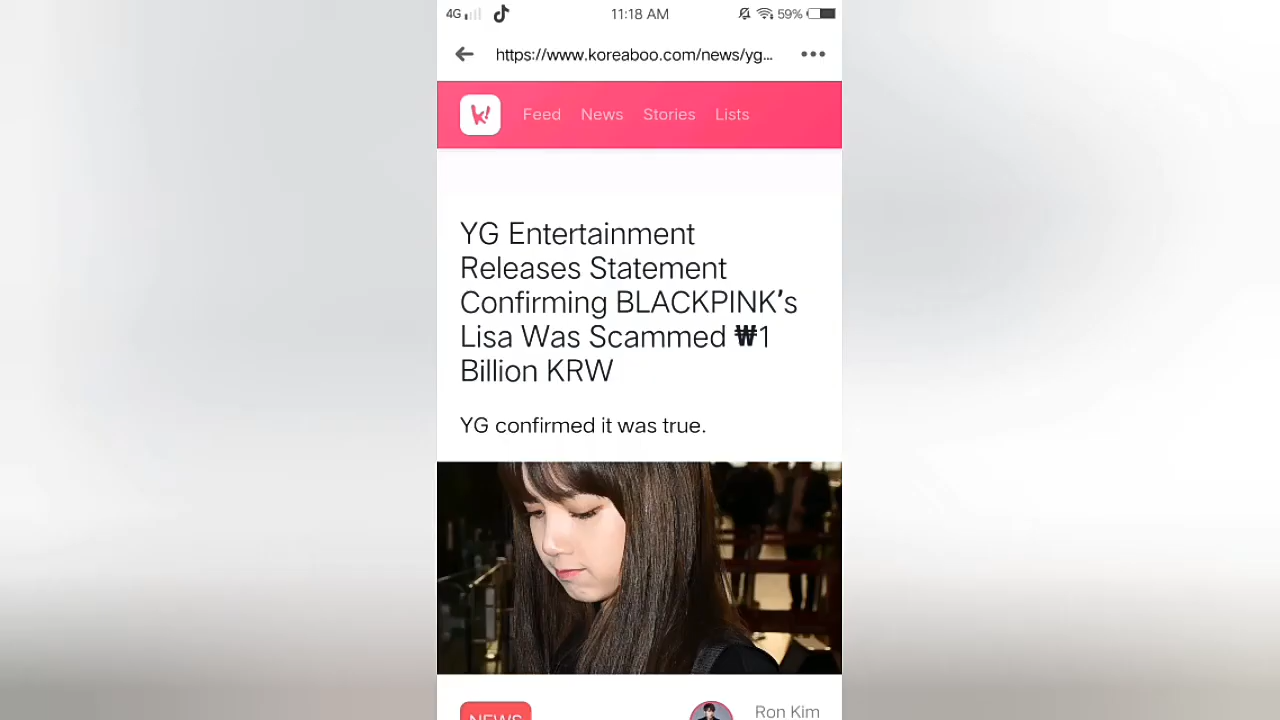 4G 11:18 AM 59%
https://www.koreaboo.com/news/yg...
k! Feed News Stories Lists
YG Entertainment
Releases Statement
Confirming BLACKPINK’s
Lisa Was Scammed ₩1
Billion KRW
YG confirmed it was true.
NEWS Ron Kim